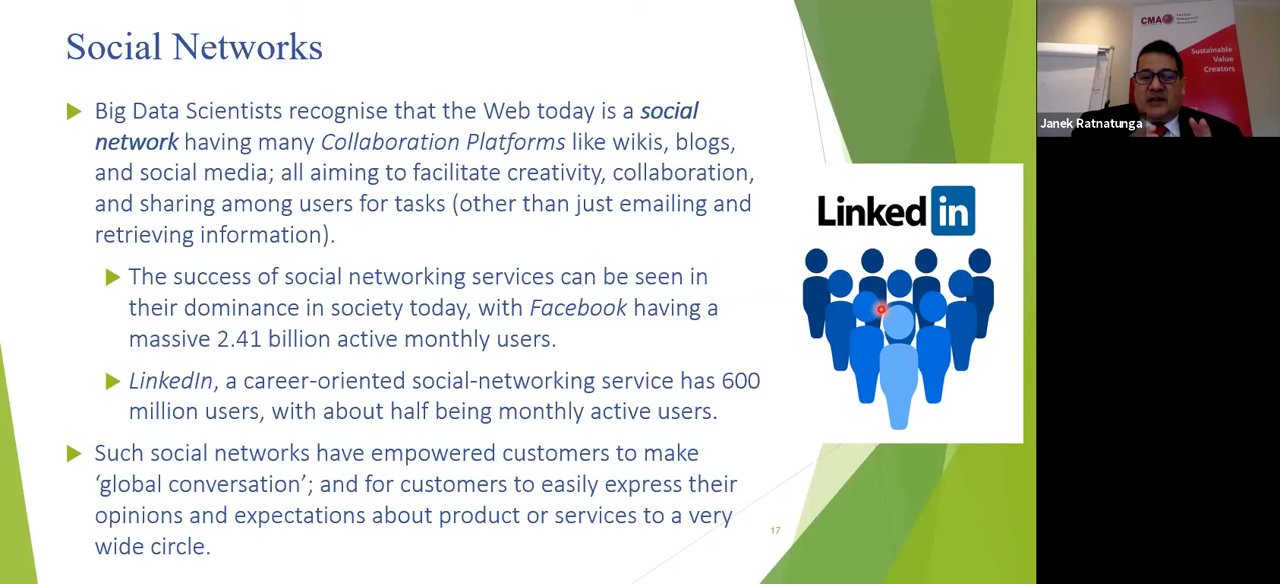 Social Networks
Big Data Scientists recognise that the Web today is a social
network having many Collaboration Platforms like wikis, blogs,
and social media; all aiming to facilitate creativity, collaboration,
and sharing among users for tasks (other than just emailing and
retrieving information).
The success of social networking services can be seen in
their dominance in society today, with Facebook having a
massive 2.41 billion active monthly users.
LinkedIn, a career-oriented social-networking service has 600
million users, with about half being monthly active users.
Such social networks have empowered customers to make
‘global conversation’; and for customers to easily express their
opinions and expectations about product or services to a very
wide circle.
17
Linked in
CMA
Sustainable
Value
Creators
Janek Ratnatunga